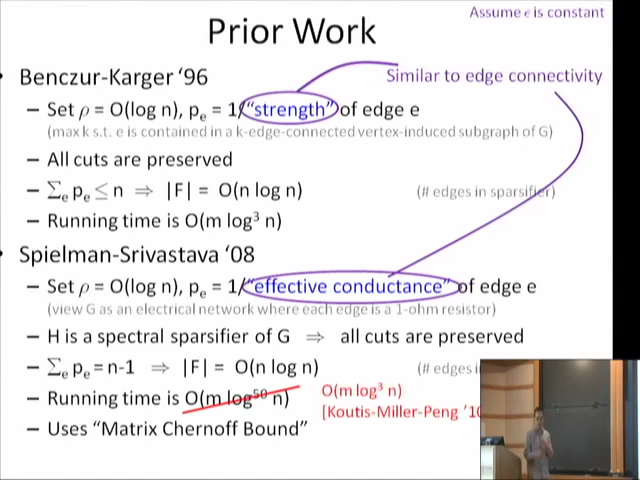 Assume ϵ is constant
Prior Work
• Benczur-Karger ‘96
Similar to edge connectivity
– Set ρ = O(log n), pₑ = 1/“strength” of edge e
(max k s.t. e is contained in a k-edge-connected vertex-induced subgraph of G)
– All cuts are preserved
– Σₑ pₑ ≤ n ⇒ |F| = O(n log n) (# edges in sparsifier)
– Running time is O(m log³ n)
• Spielman-Srivastava ‘08
– Set ρ = O(log n), pₑ = 1/“effective conductance” of edge e
(view G as an electrical network where each edge is a 1-ohm resistor)
– H is a spectral sparsifier of G ⇒ all cuts are preserved
– Σₑ pₑ = n-1 ⇒ |F| = O(n log n) (# edges
– Running time is O(m log⁵⁰ n) O(m log³ n)
[Koutis-Miller-Peng ’10
– Uses “Matrix Chernoff Bound”